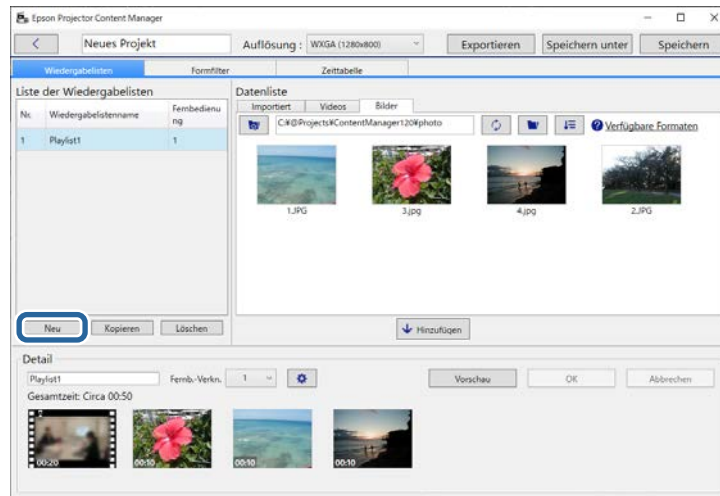 Epson Projector Content Manager
Neues Projekt
Auflösung :
WXGA (1280x800)
Exportieren
Speichern unter
Speichern
Wiedergabelisten
Formfilter
Zeittabelle
Liste der Wiedergabelisten
Datenliste
Nr.
Wiedergabelistenname
Fernbedienu
ng
Importiert
Videos
Bilder
C:¥@Projects¥ContentManager120¥photo
Verfügbare Formaten
1
Playlist1
1
1.JPG
3.jpg
4.jpg
2.JPG
Neu
Kopieren
Löschen
Hinzufügen
Detail
Playlist1
Fernb.-Verkn.
1
Vorschau
OK
Abbrechen
Gesamtzeit: Circa 00:50
00:20
00:10
00:10
00:10